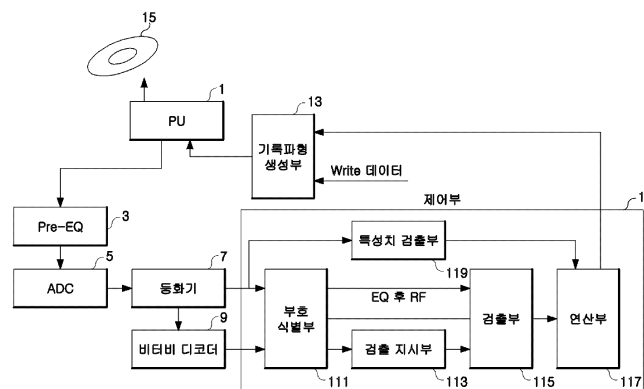 15
1
PU
13
기록파형
생성부
Write 데이터
제어부
1
Pre-EQ
3
특성치 검출부
119
5
ADC
7
등화기
부호
식별부
EQ 후 RF
검출부
연산부
9
비터비 디코더
검출 지시부
111
113
115
117